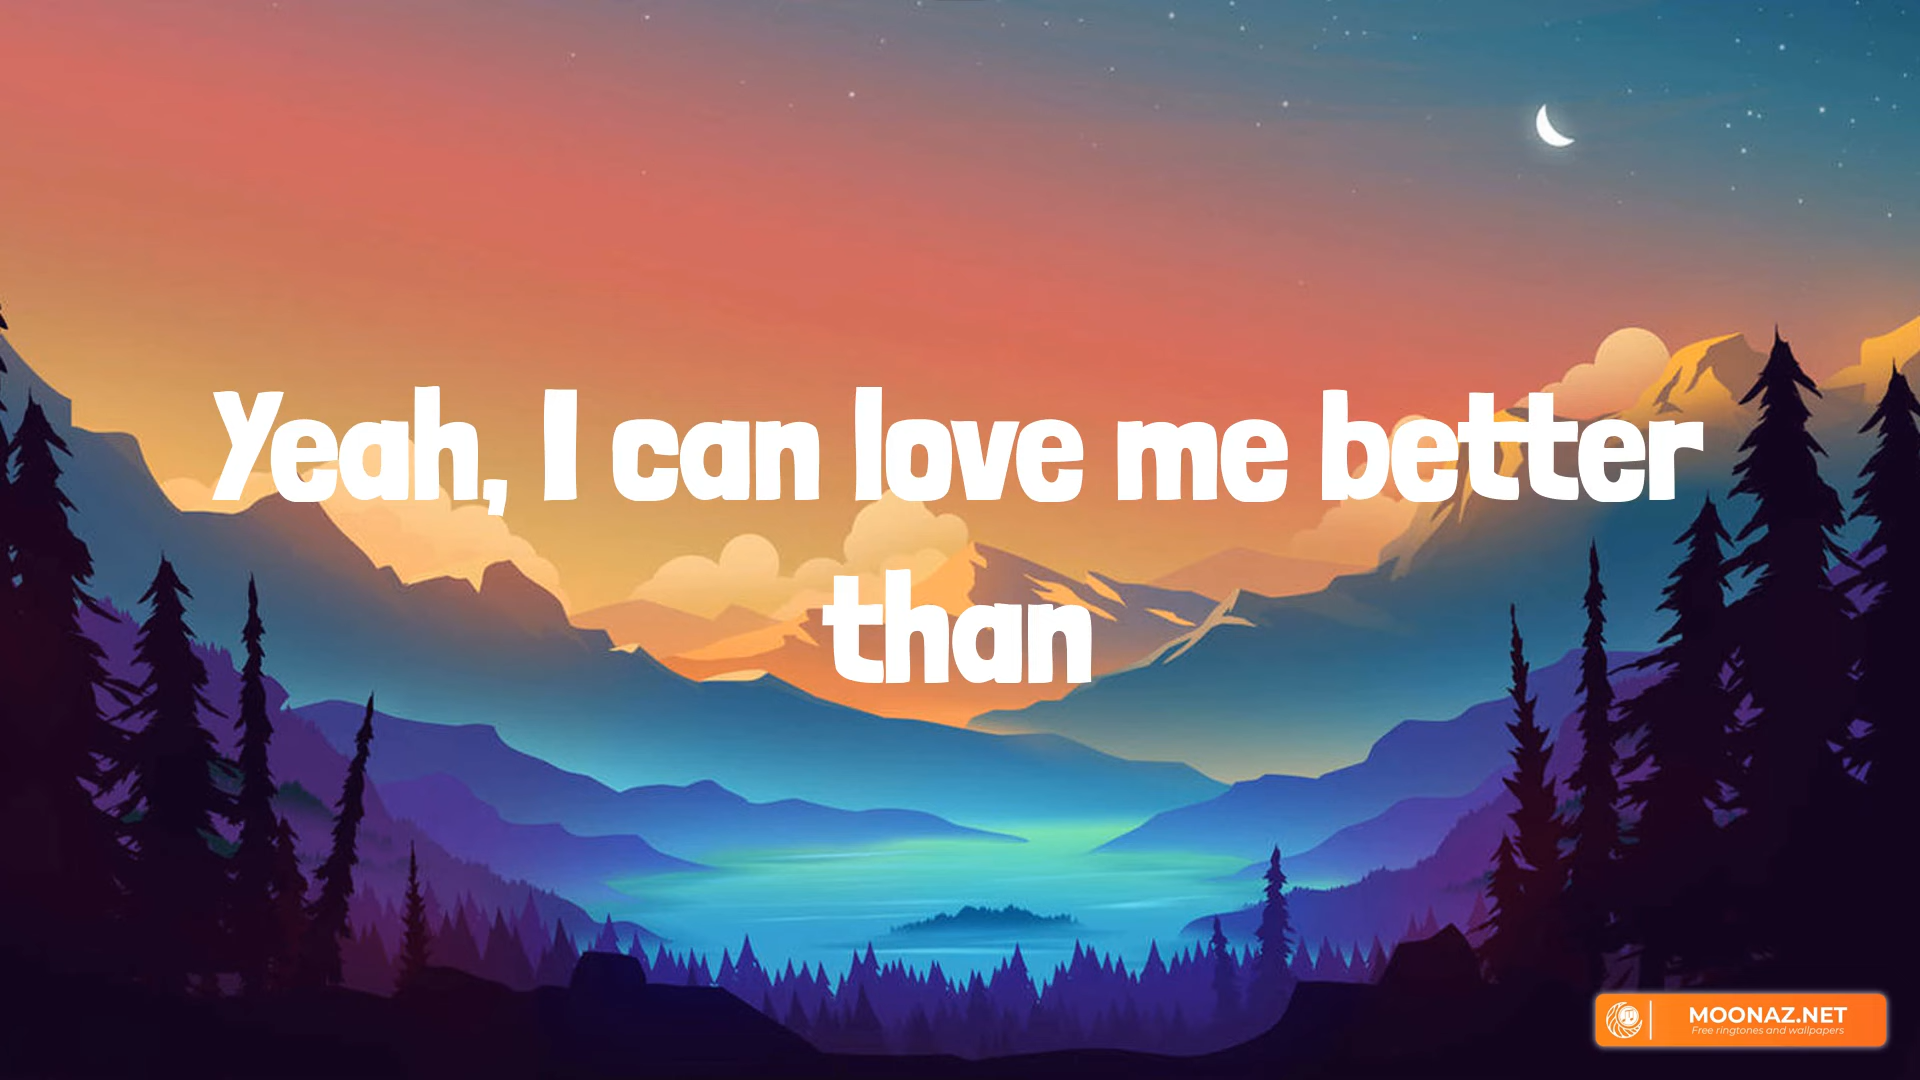 Yeah, I can love me better
than
MOONAZ.NET
Free ringtones and wallpapers